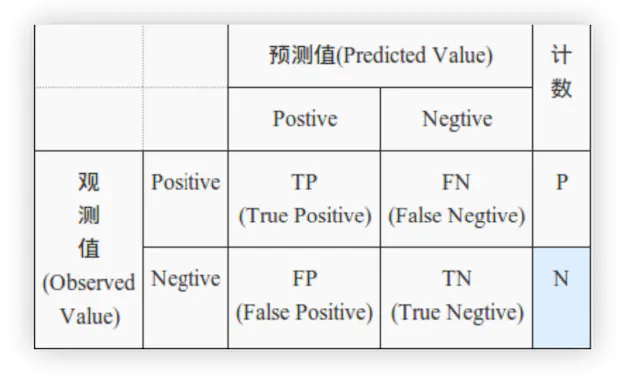 预测值(Predicted Value)
计
数
Postive
Negtive
观
测
值
(Observed
Value)
Positive
TP
(True Positive)
FN
(False Negtive)
P
Negtive
FP
(False Positive)
TN
(True Negtive)
N